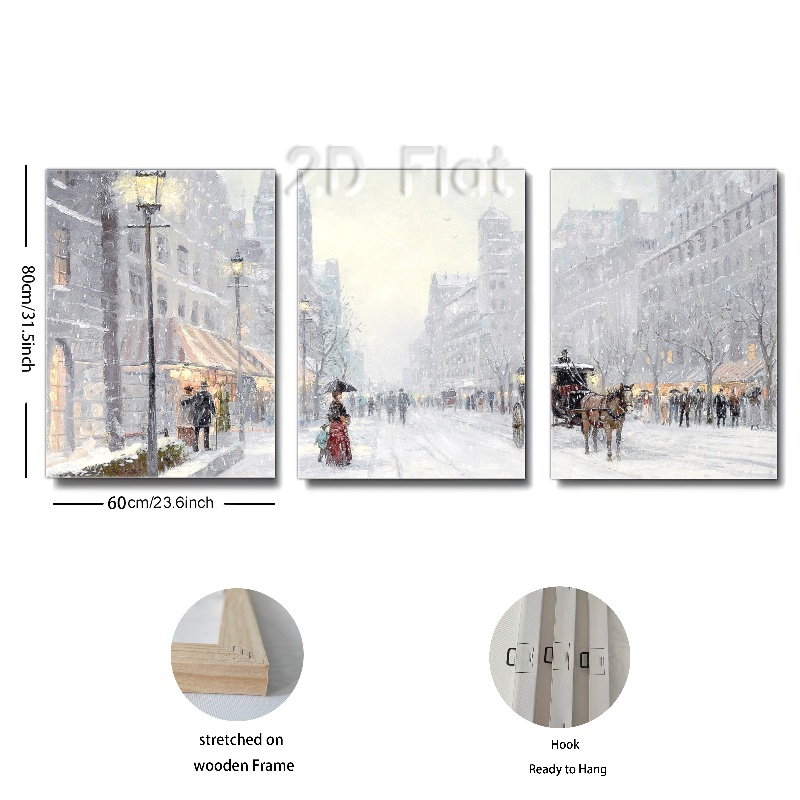 2D Flat
80cm/31.5inch
60cm/23.6inch
stretched on
wooden Frame
Hook
Ready to Hang